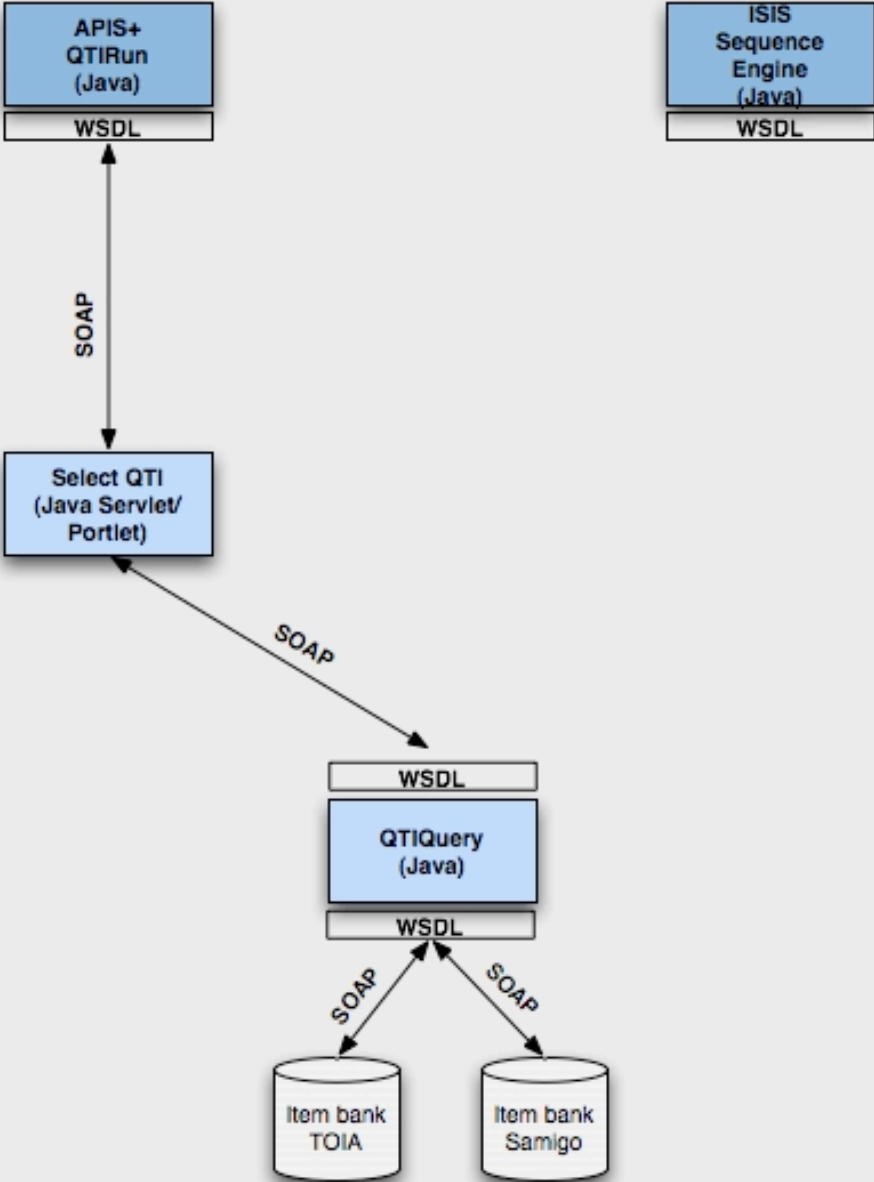 APIS+
QTIRun
(Java)
WSDL
ISIS
Sequence
Engine
(Java)
WSDL
SOAP
Select QTI
(Java Servlet/
Portlet)
SOAP
WSDL
QTIQuery
(Java)
WSDL
SOAP
SOAP
Item bank
TOIA
Item bank
Samigo